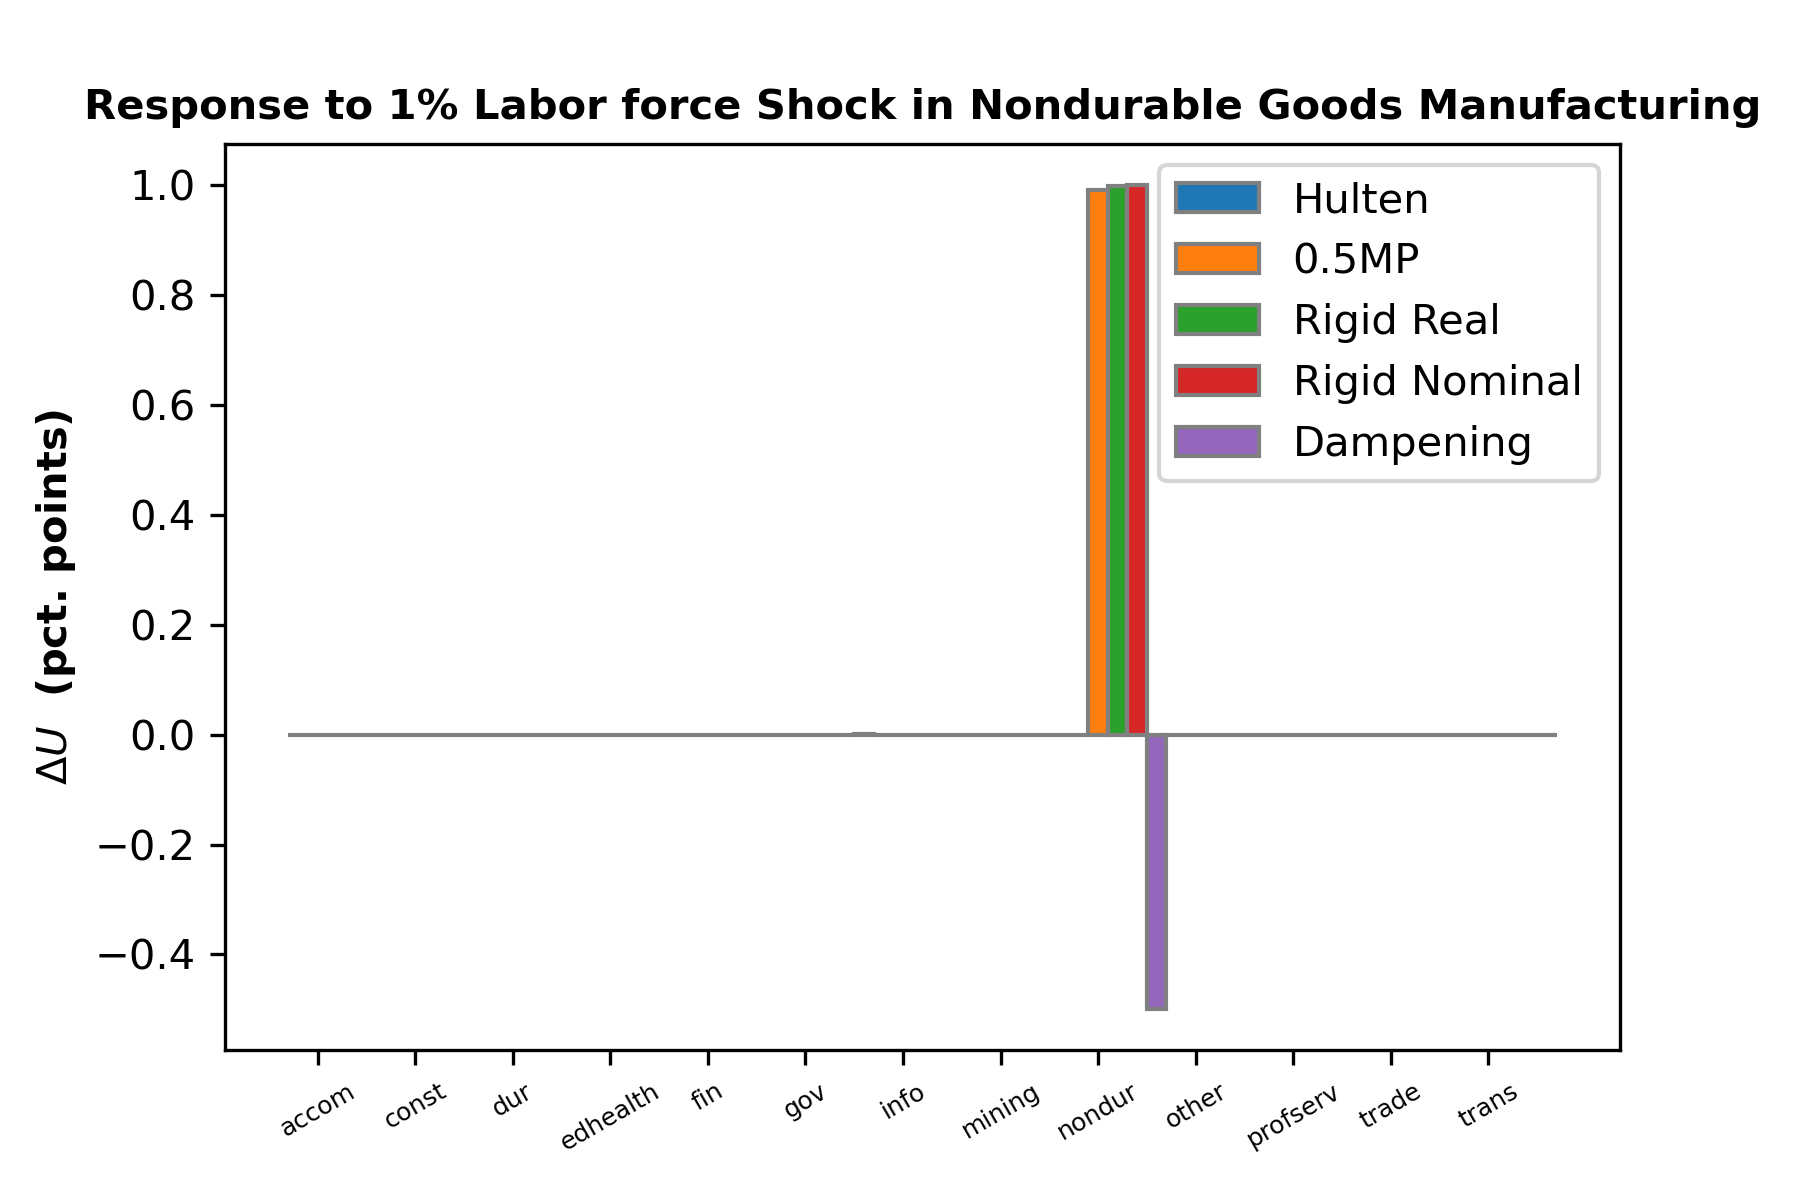 Response to 1% Labor force Shock in Nondurable Goods Manufacturing
ΔU (pct. points)
1.0
0.8
0.6
0.4
0.2
0.0
−0.2
−0.4
Hulten
0.5MP
Rigid Real
Rigid Nominal
Dampening
accom
const
dur
edhealth
fin
gov
info
mining
nondur
other
profserv
trade
trans